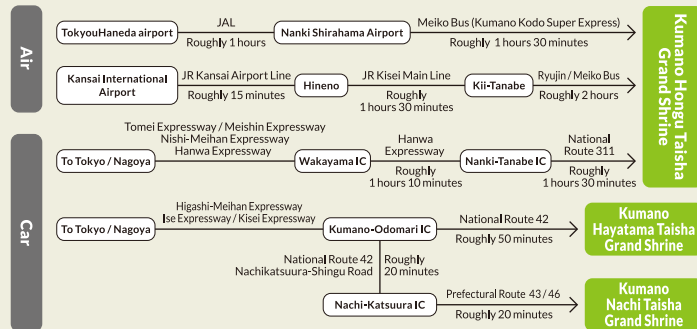 Air
TokyouHaneda airport
JAL
Roughly 1 hours
Nanki Shirahama Airport
Meiko Bus (Kumano Kodo Super Express)
Roughly 1 hours 30 minutes
Kansai International
Airport
JR Kansai Airport Line
Roughly 15 minutes
Hineno
JR Kisei Main Line
Roughly
1 hours 30 minutes
Kii-Tanabe
Ryujin / Meiko Bus
Roughly 2 hours
Kumano Hongu Taisha
Grand Shrine
Car
To Tokyo / Nagoya
Tomei Expressway / Meishin Expressway
Nishi-Meihan Expressway
Hanwa Expressway
Wakayama IC
Hanwa
Expressway
Roughly
1 hours 10 minutes
Nanki-Tanabe IC
National
Route 311
Roughly
1 hours 30 minutes
To Tokyo / Nagoya
Higashi-Meihan Expressway
Ise Expressway / Kisei Expressway
Kumano-Odomari IC
National Route 42
Roughly 50 minutes
Kumano
Hayatama Taisha
Grand Shrine
National Route 42
Nachikatsuura-Shingu Road
Roughly
20 minutes
Nachi-Katsuura IC
Prefectural Route 43 / 46
Roughly 20 minutes
Kumano
Nachi Taisha
Grand Shrine